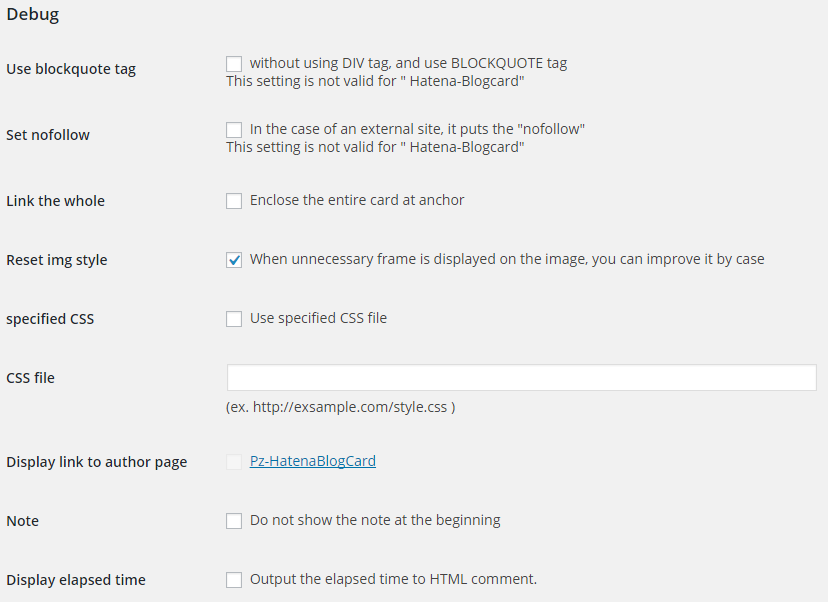 Debug
Use blockquote tag
without using DIV tag, and use BLOCKQUOTE tag
This setting is not valid for " Hatena-Blogcard"
Set nofollow
In the case of an external site, it puts the "nofollow"
This setting is not valid for " Hatena-Blogcard"
Link the whole
Enclose the entire card at anchor
Reset img style
When unnecessary frame is displayed on the image, you can improve it by case
specified CSS
Use specified CSS file
CSS file
(ex. http://exsample.com/style.css )
Display link to author page
Pz-HatenaBlogCard
Note
Do not show the note at the beginning
Display elapsed time
Output the elapsed time to HTML comment.